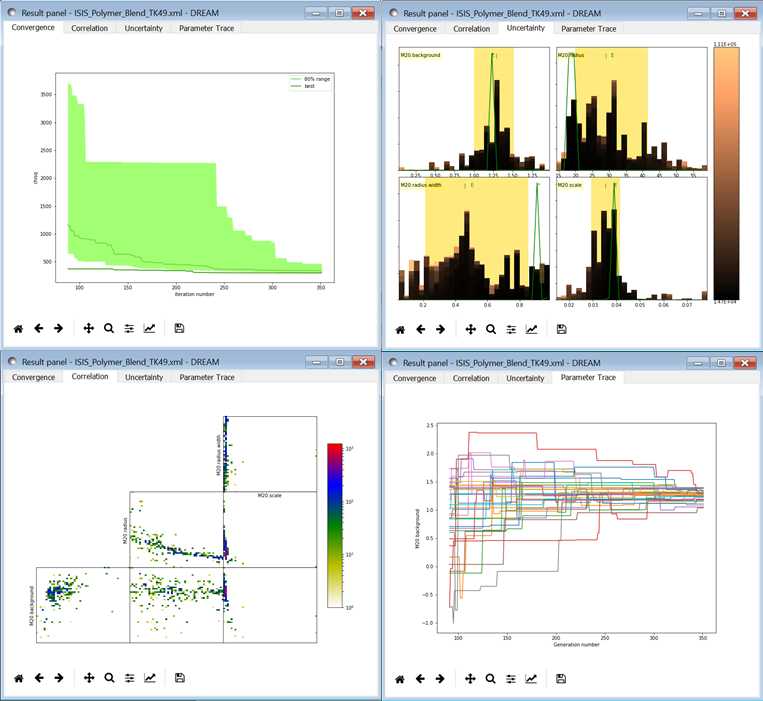 Result panel - ISIS_Polymer_Blend_TK49.xml - DREAM
Convergence Correlation Uncertainty Parameter Trace
80% range
best
3500
3000
2500
2000
1500
1000
500
chisq
100 150 200 250 300 350
iteration number
Result panel - ISIS_Polymer_Blend_TK49.xml - DREAM
Convergence Correlation Uncertainty Parameter Trace
1.11E+05
M20 background
E
M20 radius
E
0.25 0.50 0.75 1.00 1.25 1.50 1.75
15 20 25 30 35 40 45 50 55
M20 radius width
E
M20 scale
E
0.2 0.4 0.6 0.8
0.02 0.03 0.04 0.05 0.06 0.07
1.47E+04
Result panel - ISIS_Polymer_Blend_TK49.xml - DREAM
Convergence Correlation Uncertainty Parameter Trace
M20 radius width
M20 scale
M20 radius
M20 background
10³
10²
10¹
10⁰
Result panel - ISIS_Polymer_Blend_TK49.xml - DREAM
Convergence Correlation Uncertainty Parameter Trace
2.5
2.0
1.5
1.0
0.5
0.0
−0.5
−1.0
M20 background
100 150 200 250 300 350
Generation number